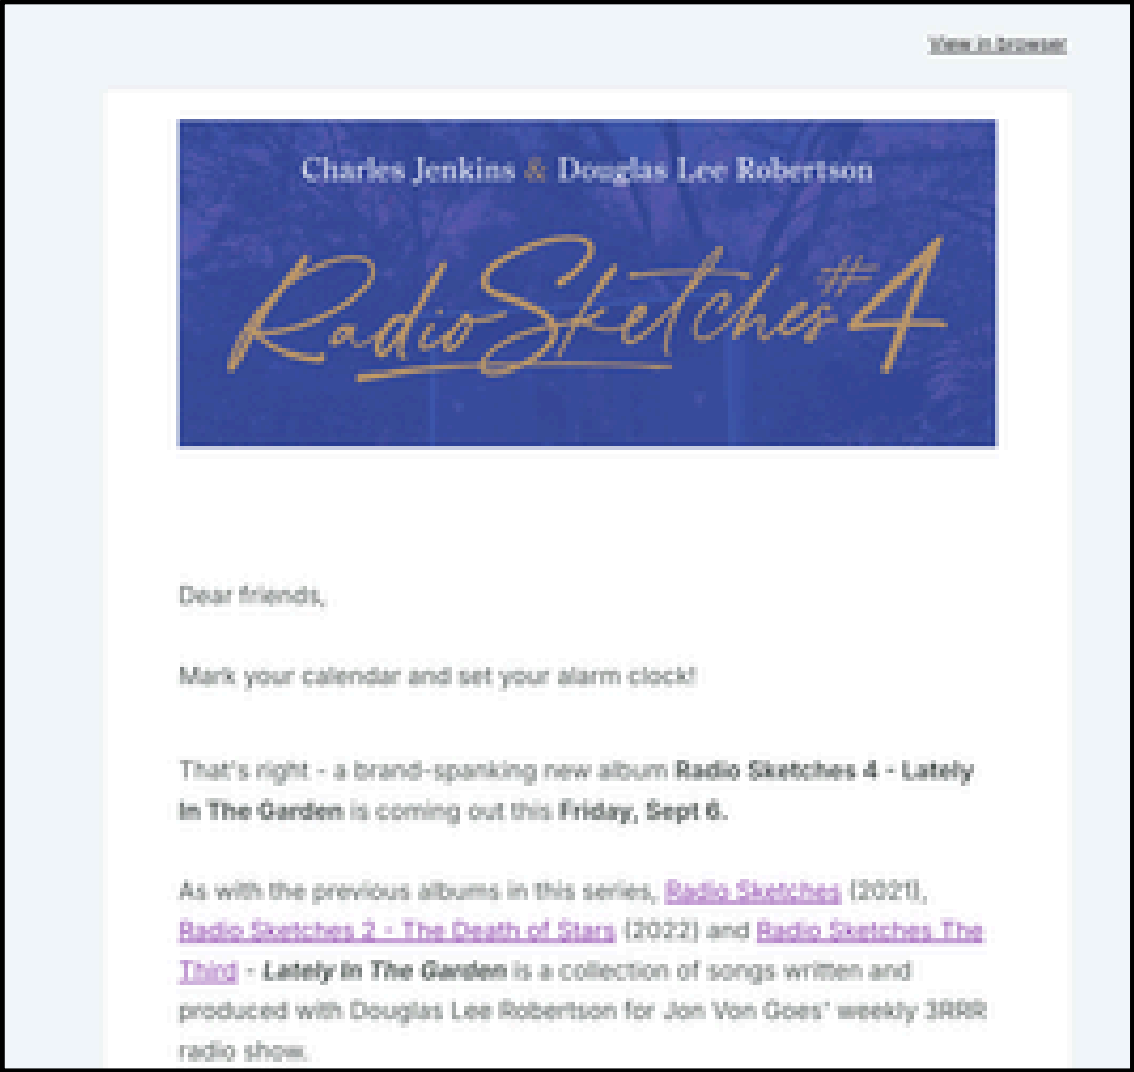 View in browser
Charles Jenkins & Douglas Lee Robertson
Radio Sketches #4
Dear friends,
Mark your calendar and set your alarm clock!
That's right - a brand-spanking new album Radio Sketches 4 - Lately
In The Garden is coming out this Friday, Sept 6.
As with the previous albums in this series, Radio Sketches (2021),
Radio Sketches 2 - The Death of Stars (2022) and Radio Sketches The
Third - Lately In The Garden is a collection of songs written and
produced with Douglas Lee Robertson for Jon Von Goes' weekly 3RRR
radio show.